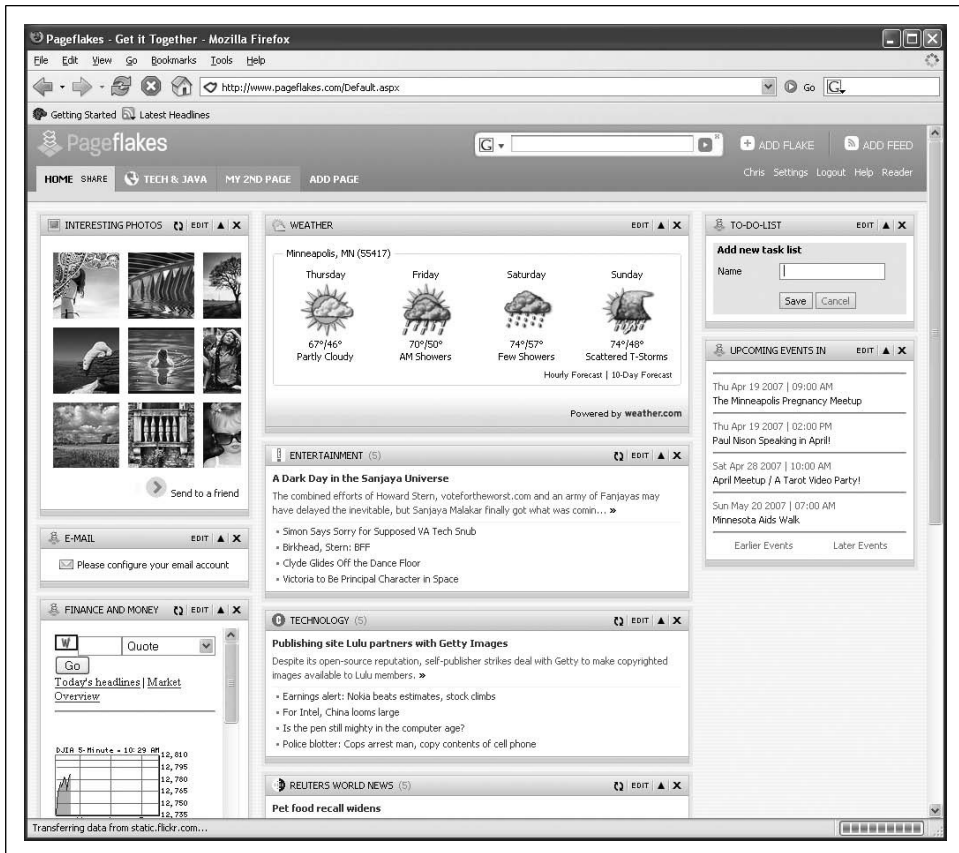 Pageflakes - Get it Together - Mozilla Firefox
File Edit View Go Bookmarks Tools Help
http://www.pageflakes.com/Default.aspx
Go
G
Getting Started Latest Headlines
Pageflakes
G
ADD FLAKE
ADD FEED
HOME SHARE TECH & JAVA MY 2ND PAGE ADD PAGE
Chris Settings Logout Help Reader
INTERESTING PHOTOS EDIT
Send to a friend
E-MAIL EDIT
Please configure your email account
FINANCE AND MONEY EDIT
W
Quote
Go
Today's headlines | Market
Overview
DJIA 5-Minute - 10:29 AM
12,810
12,795
12,780
12,765
12,750
12,735
WEATHER EDIT
Minneapolis, MN (55417)
Thursday Friday Saturday Sunday
67°/46° 70°/50° 74°/57° 74°/48°
Partly Cloudy AM Showers Few Showers Scattered T-Storms
Hourly Forecast | 10-Day Forecast
Powered by weather.com
ENTERTAINMENT (5) EDIT
A Dark Day in the Sanjaya Universe
The combined efforts of Howard Stern, votefortheworst.com and an army of Fanjayas may
have delayed the inevitable, but Sanjaya Malakar finally got what was comin... »
Simon Says Sorry for Supposed VA Tech Snub
Birkhead, Stern: BFF
Clyde Glides Off the Dance Floor
Victoria to Be Principal Character in Space
TECHNOLOGY (5) EDIT
Publishing site Lulu partners with Getty Images
Despite its open-source reputation, self-publisher strikes deal with Getty to make copyrighted
images available to Lulu members. »
Earnings alert: Nokia beats estimates, stock climbs
For Intel, China looms large
Is the pen still mighty in the computer age?
Police blotter: Cops arrest man, copy contents of cell phone
REUTERS WORLD NEWS (5) EDIT
Pet food recall widens
TO-DO-LIST EDIT
Add new task list
Name
Save Cancel
UPCOMING EVENTS IN EDIT
Thu Apr 19 2007 | 09:00 AM
The Minneapolis Pregnancy Meetup
Thu Apr 19 2007 | 02:00 PM
Paul Nison Speaking in April!
Sat Apr 28 2007 | 10:00 AM
April Meetup / A Tarot Video Party!
Sun May 20 2007 | 07:00 AM
Minnesota Aids Walk
Earlier Events Later Events
Transferring data from static.flickr.com...